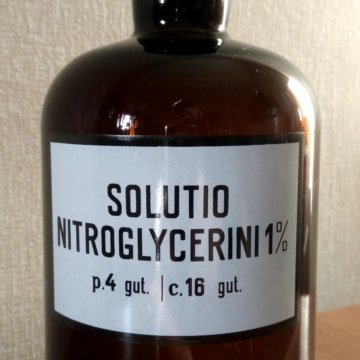 SOLUTIO
NITROGLYCERINI 1%
p.4 gut. | c.16 gut.